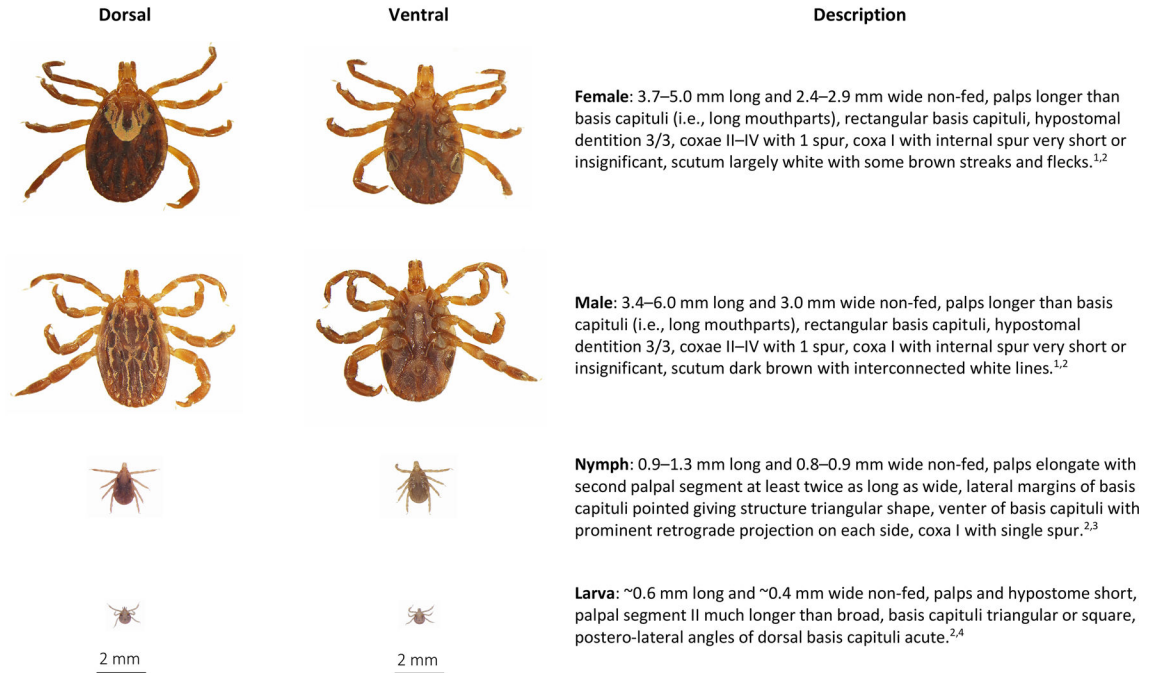 Dorsal
Ventral
Description
Female: 3.7–5.0 mm long and 2.4–2.9 mm wide non-fed, palps longer than
basis capituli (i.e., long mouthparts), rectangular basis capituli, hypostomal
dentition 3/3, coxae II–IV with 1 spur, coxa I with internal spur very short or
insignificant, scutum largely white with some brown streaks and flecks.1,2
Male: 3.4–6.0 mm long and 3.0 mm wide non-fed, palps longer than basis
capituli (i.e., long mouthparts), rectangular basis capituli, hypostomal
dentition 3/3, coxae II–IV with 1 spur, coxa I with internal spur very short or
insignificant, scutum dark brown with interconnected white lines.1,2
Nymph: 0.9–1.3 mm long and 0.8–0.9 mm wide non-fed, palps elongate with
second palpal segment at least twice as long as wide, lateral margins of basis
capituli pointed giving structure triangular shape, venter of basis capituli with
prominent retrograde projection on each side, coxa I with single spur.2,3
Larva: ~0.6 mm long and ~0.4 mm wide non-fed, palps and hypostome short,
palpal segment II much longer than broad, basis capituli triangular or square,
postero-lateral angles of dorsal basis capituli acute.2,4
2 mm
2 mm